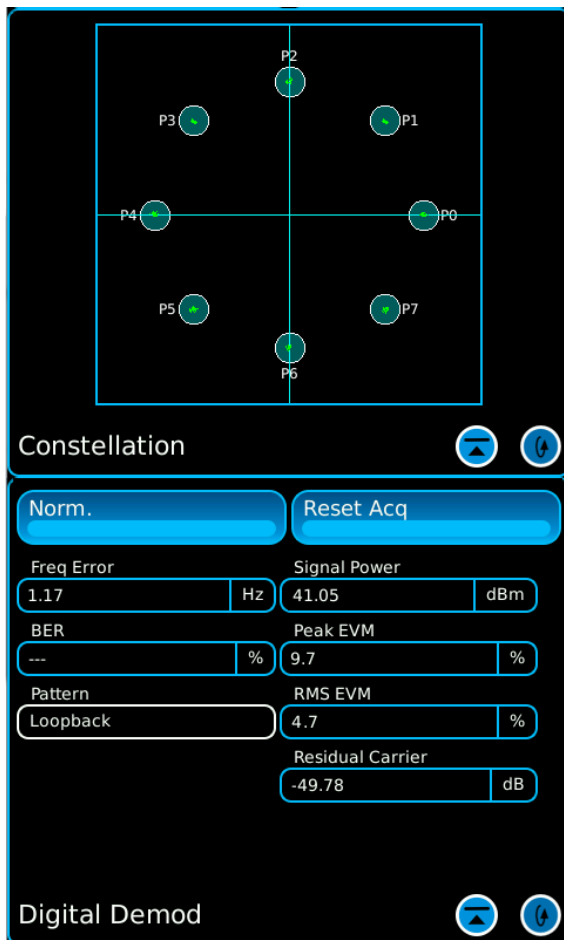 P2
P3 P1
P4 P0
P5 P7
P6
Constellation
Norm. Reset Acq
Freq Error Signal Power
1.17 Hz 41.05 dBm
BER Peak EVM
--- % 9.7 %
Pattern RMS EVM
Loopback 4.7 %
Residual Carrier
-49.78 dB
Digital Demod